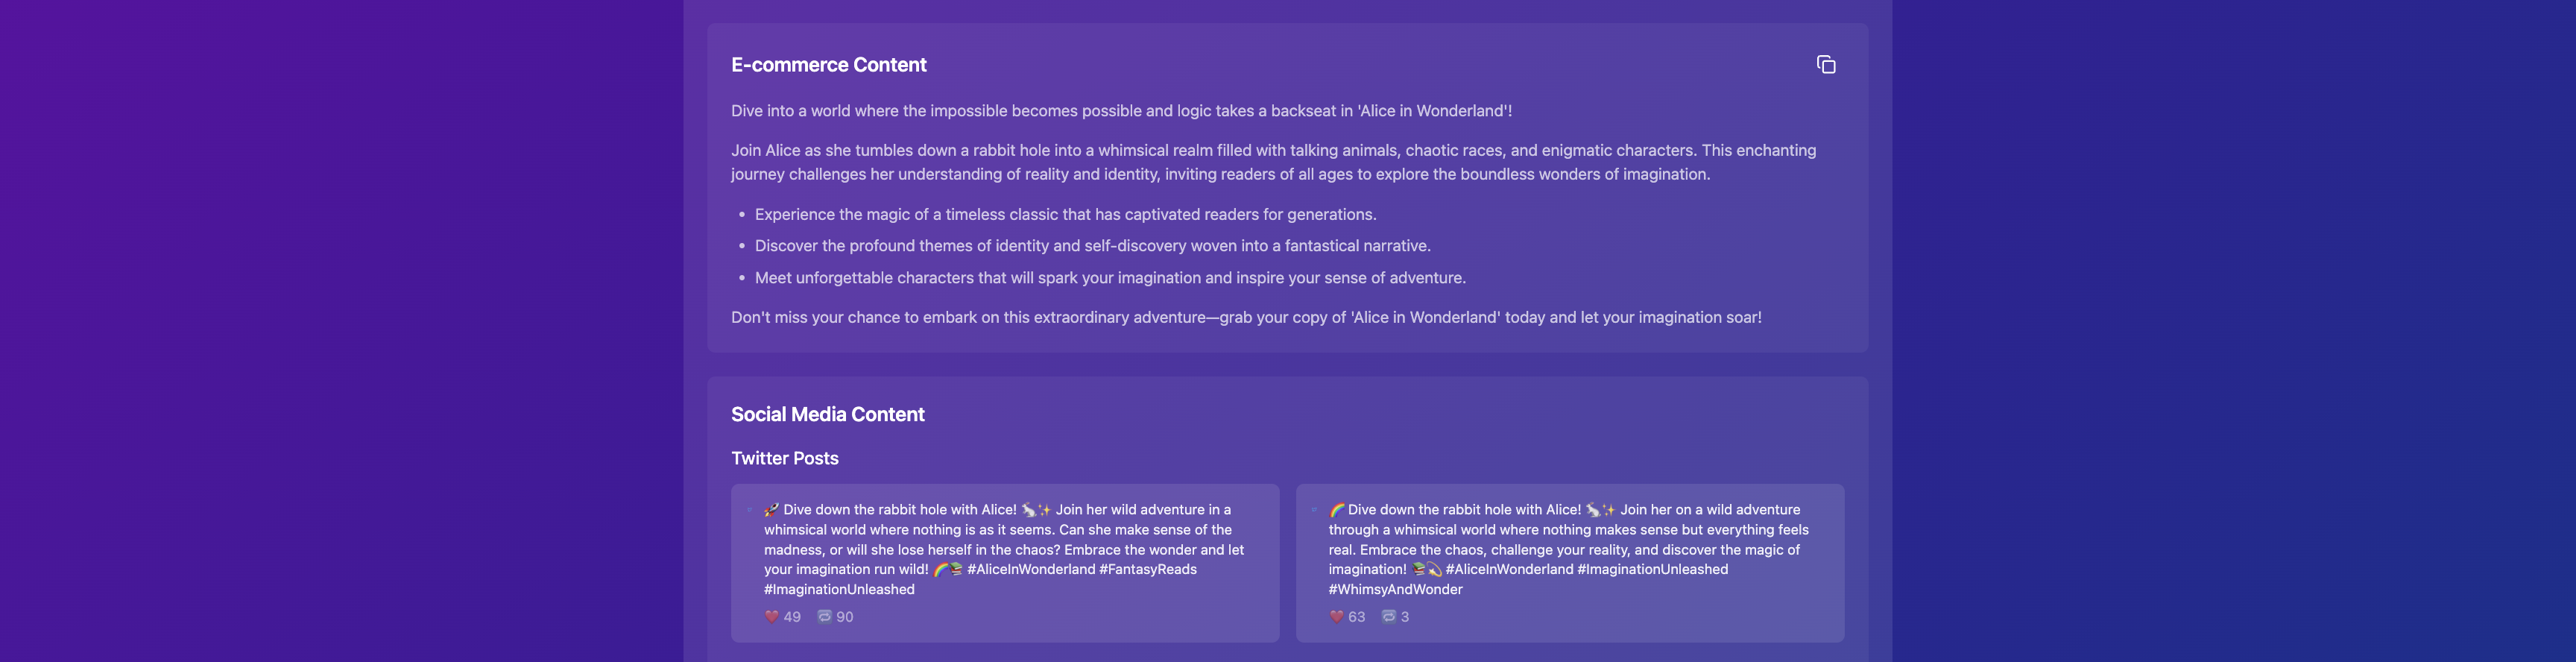 E-commerce Content
Dive into a world where the impossible becomes possible and logic takes a backseat in 'Alice in Wonderland'!
Join Alice as she tumbles down a rabbit hole into a whimsical realm filled with talking animals, chaotic races, and enigmatic characters. This enchanting
journey challenges her understanding of reality and identity, inviting readers of all ages to explore the boundless wonders of imagination.
• Experience the magic of a timeless classic that has captivated readers for generations.
• Discover the profound themes of identity and self-discovery woven into a fantastical narrative.
• Meet unforgettable characters that will spark your imagination and inspire your sense of adventure.
Don't miss your chance to embark on this extraordinary adventure—grab your copy of 'Alice in Wonderland' today and let your imagination soar!
Social Media Content
Twitter Posts
🚀 Dive down the rabbit hole with Alice! 🐇✨ Join her wild adventure in a
whimsical world where nothing is as it seems. Can she make sense of the
madness, or will she lose herself in the chaos? Embrace the wonder and let
your imagination run wild! 🌈📚 #AliceInWonderland #FantasyReads
#ImaginationUnleashed
❤️ 49 🔁 90
🌈 Dive down the rabbit hole with Alice! 🐇✨ Join her on a wild adventure
through a whimsical world where nothing makes sense but everything feels
real. Embrace the chaos, challenge your reality, and discover the magic of
imagination! 📚💫 #AliceInWonderland #ImaginationUnleashed
#WhimsyAndWonder
❤️ 63 🔁 3